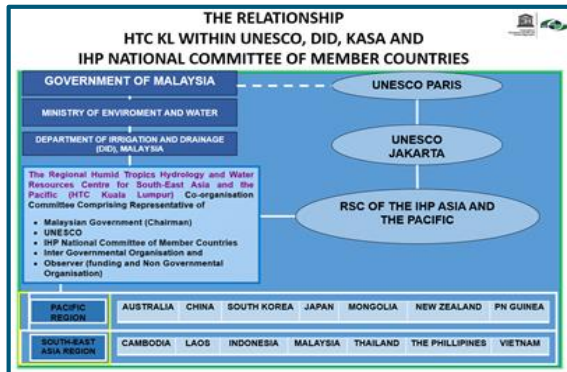 THE RELATIONSHIP
HTC KL WITHIN UNESCO, DID, KASA AND
IHP NATIONAL COMMITTEE OF MEMBER COUNTRIES
GOVERNMENT OF MALAYSIA
UNESCO PARIS
MINISTRY OF ENVIROMENT AND WATER
DEPARTMENT OF IRRIGATION AND DRAINAGE
(DID), MALAYSIA
UNESCO
JAKARTA
The Regional Humid Tropics Hydrology and Water
Resources Centre for South-East Asia and the
Pacific (HTC Kuala Lumpur) Co-organisation
Committee Comprising Representative of
• Malaysian Government (Chairman)
• UNESCO
• IHP National Committee of Member Countries
• Inter Governmental Organisation and
• Observer (funding and Non Governmental
Organisation)
RSC OF THE IHP ASIA AND
THE PACIFIC
PACIFIC
REGION
AUSTRALIA CHINA SOUTH KOREA JAPAN MONGOLIA NEW ZEALAND PN GUINEA
SOUTH-EAST
ASIA REGION
CAMBODIA LAOS INDONESIA MALAYSIA THAILAND THE PHILLIPINES VIETNAM